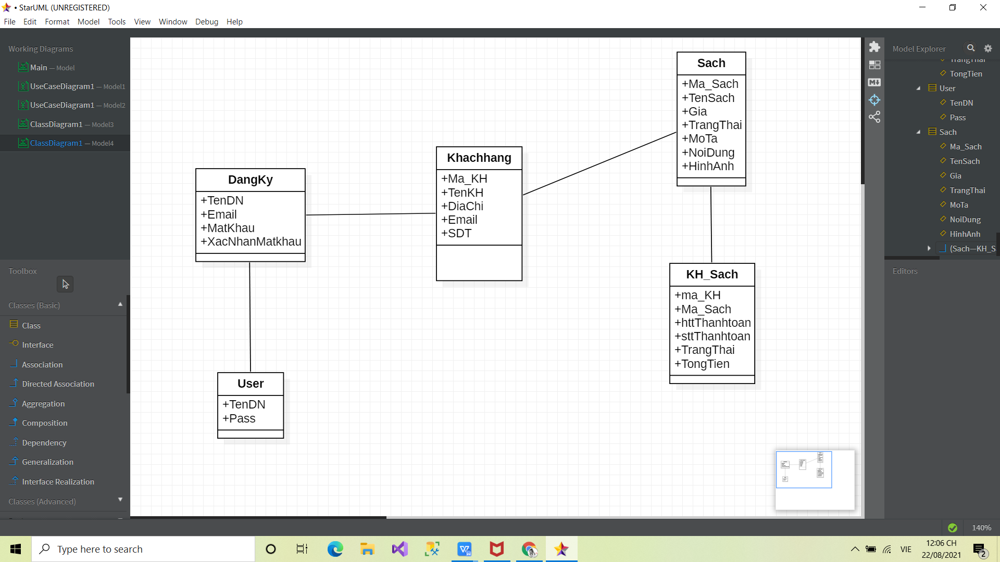 • StarUML (UNREGISTERED)
File Edit Format Model Tools View Window Debug Help
Working Diagrams
Main — Model
UseCaseDiagram1 — Model1
UseCaseDiagram1 — Model2
ClassDiagram1 — Model3
ClassDiagram1 — Model4
Toolbox
Classes (Basic)
Class
Interface
Association
Directed Association
Aggregation
Composition
Dependency
Generalization
Interface Realization
Classes (Advanced)
DangKy
+TenDN
+Email
+MatKhau
+XacNhanMatkhau
User
+TenDN
+Pass
Khachhang
+Ma_KH
+TenKH
+DiaChi
+Email
+SDT
Sach
+Ma_Sach
+TenSach
+Gia
+TrangThai
+MoTa
+NoiDung
+HinhAnh
KH_Sach
+ma_KH
+Ma_Sach
+httThanhtoan
+sttThanhtoan
+TrangThai
+TongTien
M
Model Explorer
TrangThai
TongTien
User
TenDN
Pass
Sach
Ma_Sach
TenSach
Gia
TrangThai
MoTa
NoiDung
HinhAnh
(Sach—KH_S
Editors
140%
Type here to search
VIE
12:06 CH
22/08/2021
2